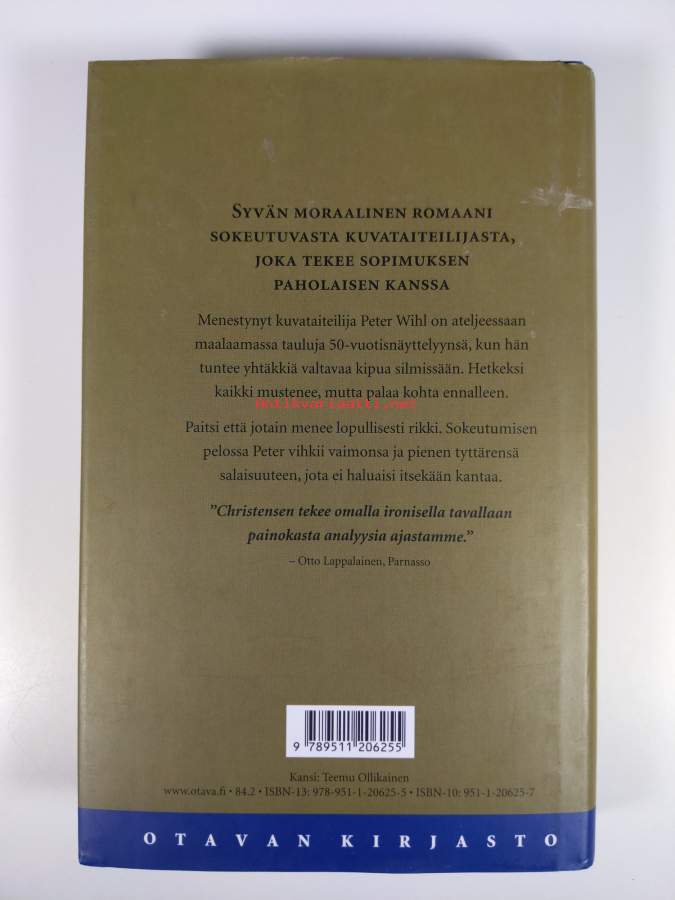 SYVÄN MORAALINEN ROMAANI
SOKEUTUVASTA KUVATAITEILIJASTA,
JOKA TEKEE SOPIMUKSEN
PAHOLAISEN KANSSA
Menestynyt kuvataiteilija Peter Wihl on ateljeessaan
maalaamassa tauluja 50-vuotisnäyttelyynsä, kun hän
tuntee yhtäkkiä valtavaa kipua silmissään. Hetkeksi
kaikki mustenee, mutta palaa kohta ennalleen.
antikvariaatti.net
Paitsi että jotain menee lopullisesti rikki. Sokeutumisen
pelossa Peter vihkii vaimonsa ja pienen tyttärensä
salaisuuteen, jota ei haluaisi itsekään kantaa.
”Christensen tekee omalla ironisella tavallaan
painokasta analyysia ajastamme.”
– Otto Lappalainen, Parnasso
9 789511 206255
Kansi: Teemu Ollikainen
www.otava.fi • 84.2 • ISBN-13: 978-951-1-20625-5 • ISBN-10: 951-1-20625-7
OTAVAN KIRJASTO